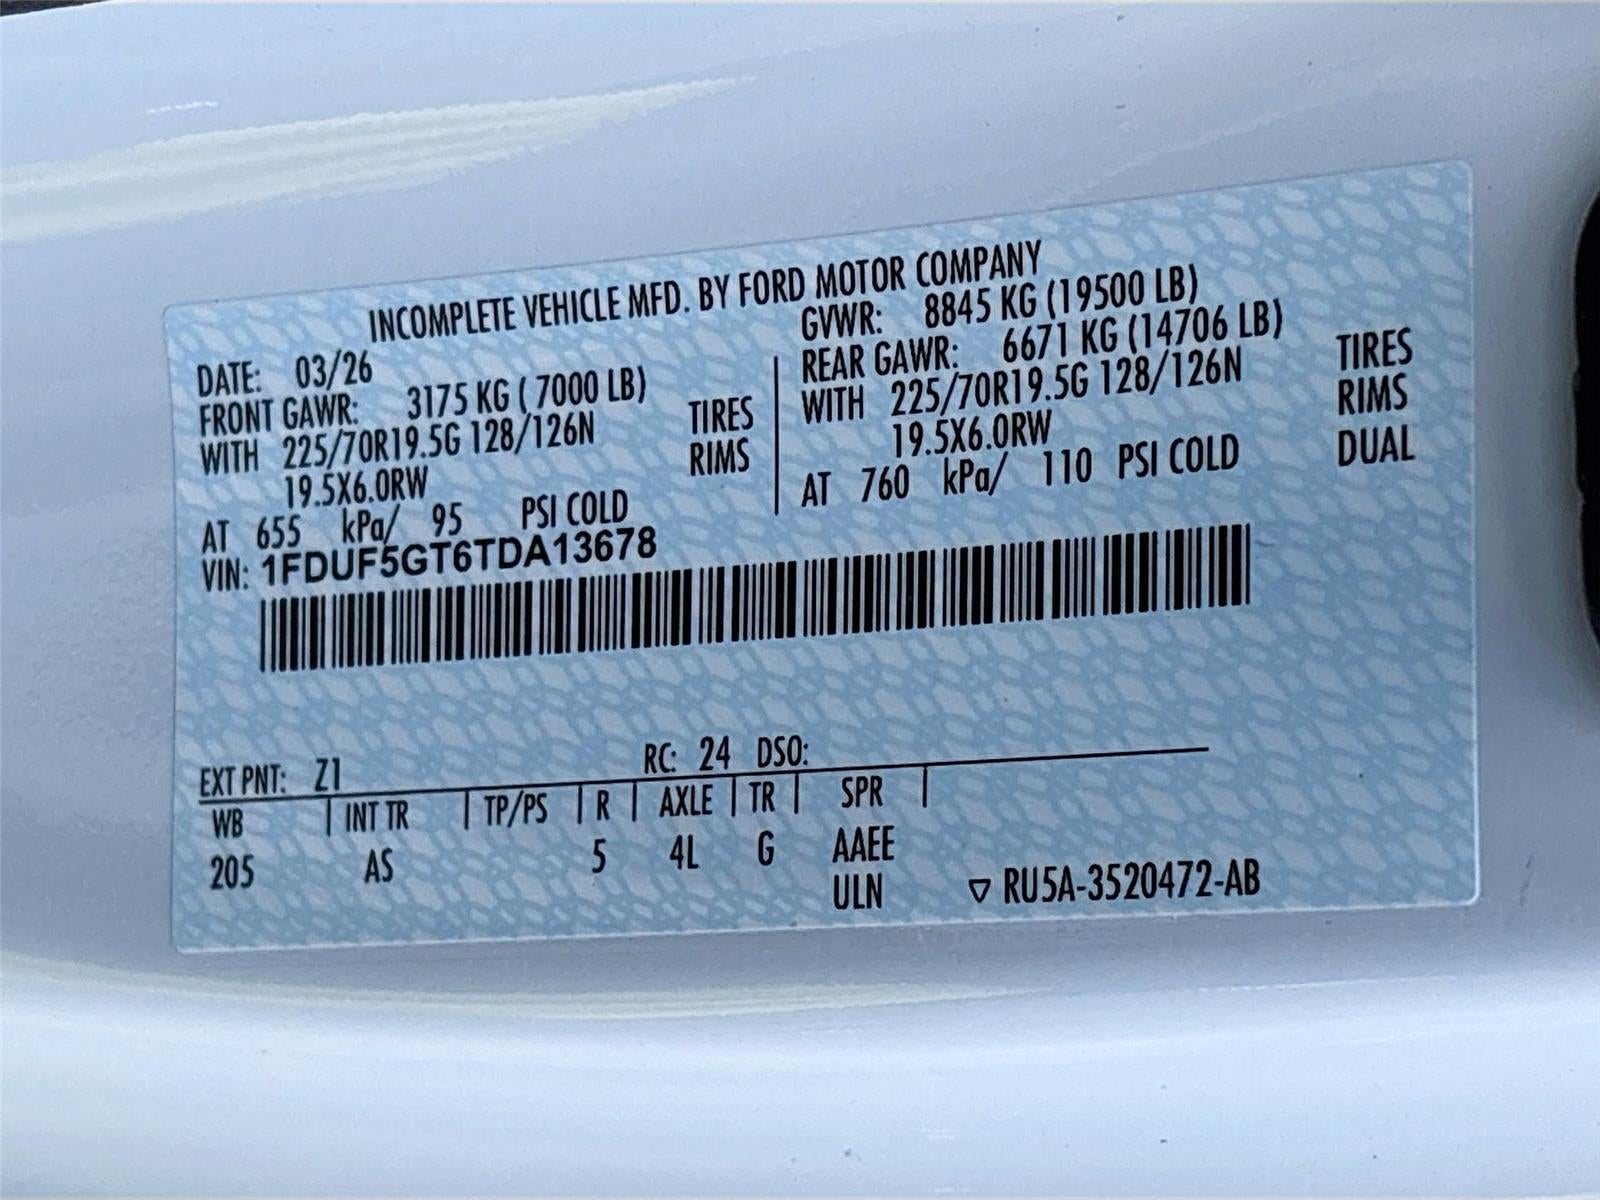 INCOMPLETE VEHICLE MFD. BY FORD MOTOR COMPANY
DATE: 03/26
FRONT GAWR: 3175 KG ( 7000 LB)
WITH 225/70R19.5G 128/126N TIRES
19.5X6.0RW RIMS
AT 655 kPa/ 95 PSI COLD
GVWR: 8845 KG (19500 LB)
REAR GAWR: 6671 KG (14706 LB)
WITH 225/70R19.5G 128/126N TIRES
19.5X6.0RW RIMS
AT 760 kPa/ 110 PSI COLD DUAL
VIN: 1FDUF5GT6TDA13678
EXT PNT: Z1 RC: 24 DSO:
WB INT TR TP/PS R AXLE TR SPR
205 AS 5 4L G AAEE
ULN ▽ RU5A-3520472-AB